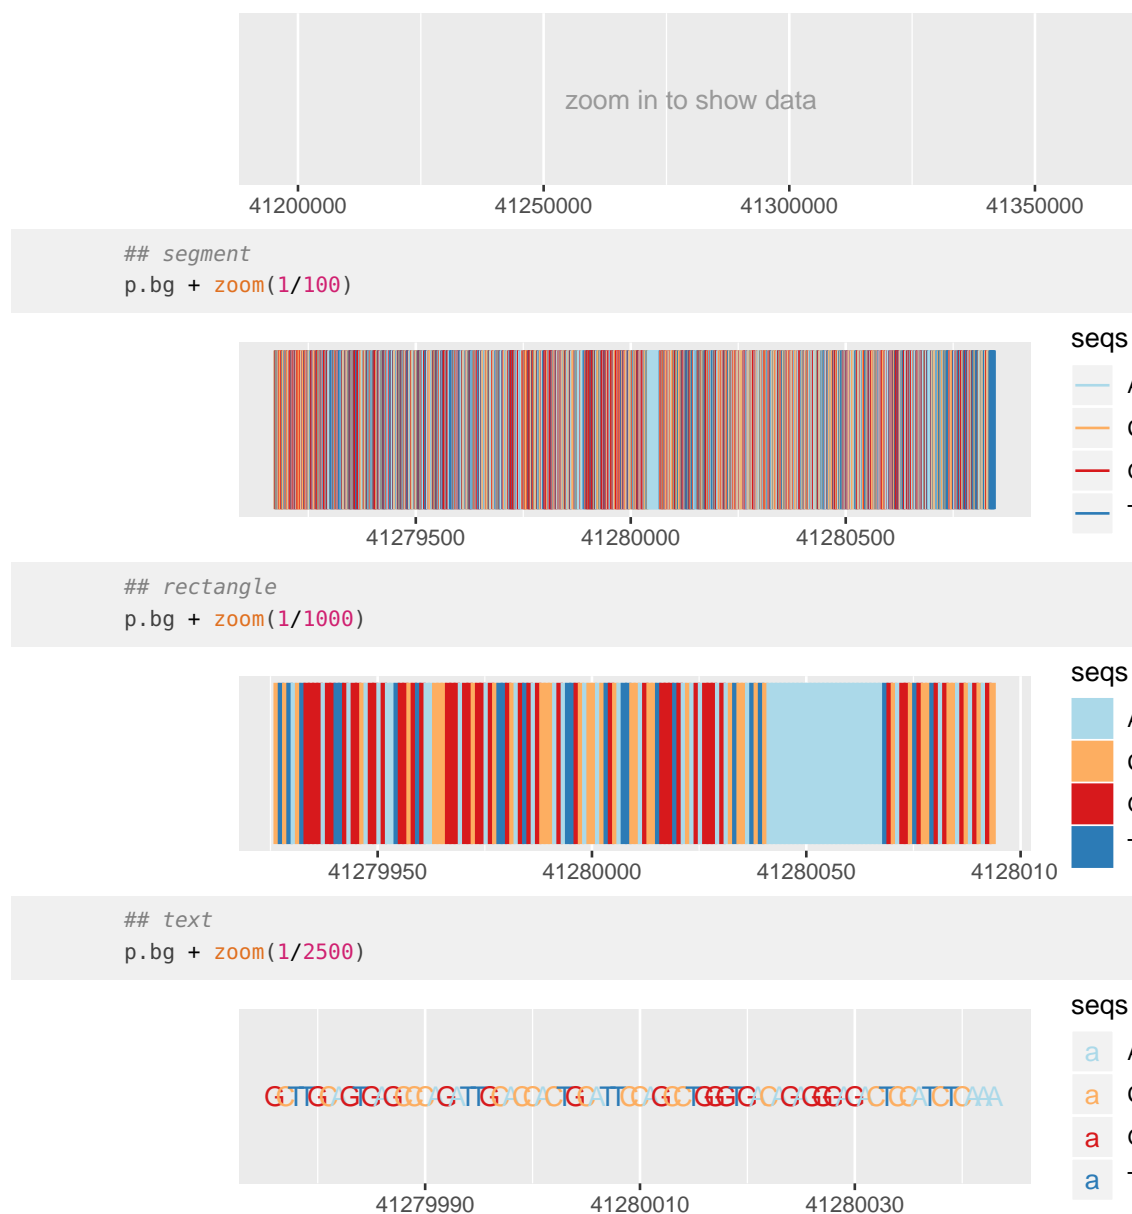 zoom in to show data
41200000 41250000 41300000 41350000
## segment
p.bg + zoom(1/100)
seqs
41279500 41280000 41280500
## rectangle
p.bg + zoom(1/1000)
seqs
41279950 41280000 41280050 4128010
## text
p.bg + zoom(1/2500)
seqs
a
a
a
a
GCTTGCAGTGAGCCCAGATTGCACCACTGCATTCCAGCCTGGGTGACAGAGGGAGACTCCATCTCAAA
41279990 41280010 41280030